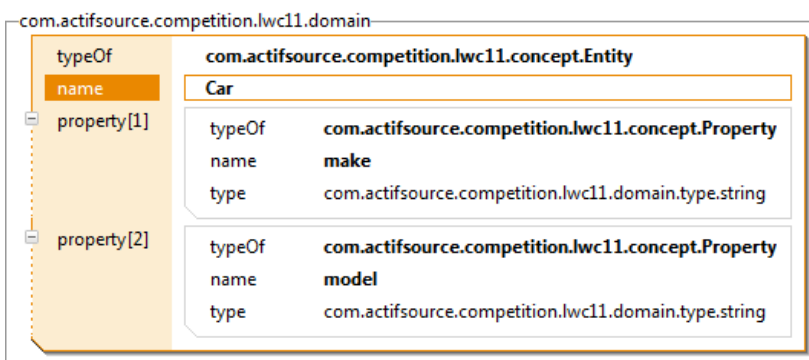 com.actifsource.competition.lwc11.domain
typeOf com.actifsource.competition.lwc11.concept.Entity
name Car
property[1] typeOf com.actifsource.competition.lwc11.concept.Property
name make
type com.actifsource.competition.lwc11.domain.type.string
property[2] typeOf com.actifsource.competition.lwc11.concept.Property
name model
type com.actifsource.competition.lwc11.domain.type.string